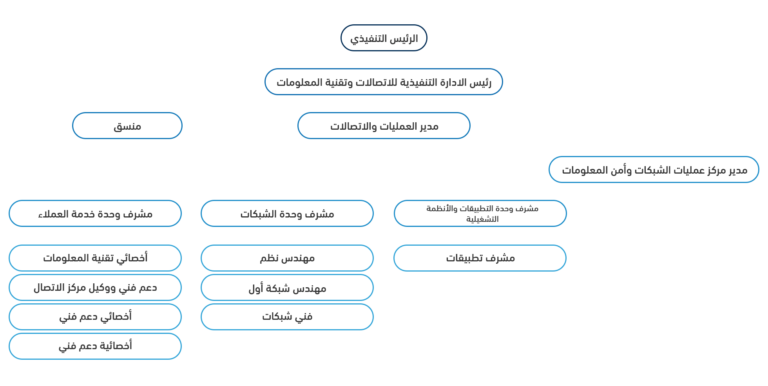 الرئيس التنفيذي
رئيس الادارة التنفيذية للاتصالات وتقنية المعلومات
مدير العمليات والاتصالات
منسق
مدير مركز عمليات الشبكات وأمن المعلومات
مشرف وحدة التطبيقات والأنظمة
التشغيلية
مشرف وحدة الشبكات
مشرف وحدة خدمة العملاء
مشرف تطبيقات
مهندس نظم
أخصائي تقنية المعلومات
مهندس شبكة أول
دعم فني ووكيل مركز الاتصال
فني شبكات
أخصائي دعم فني
أخصائية دعم فني